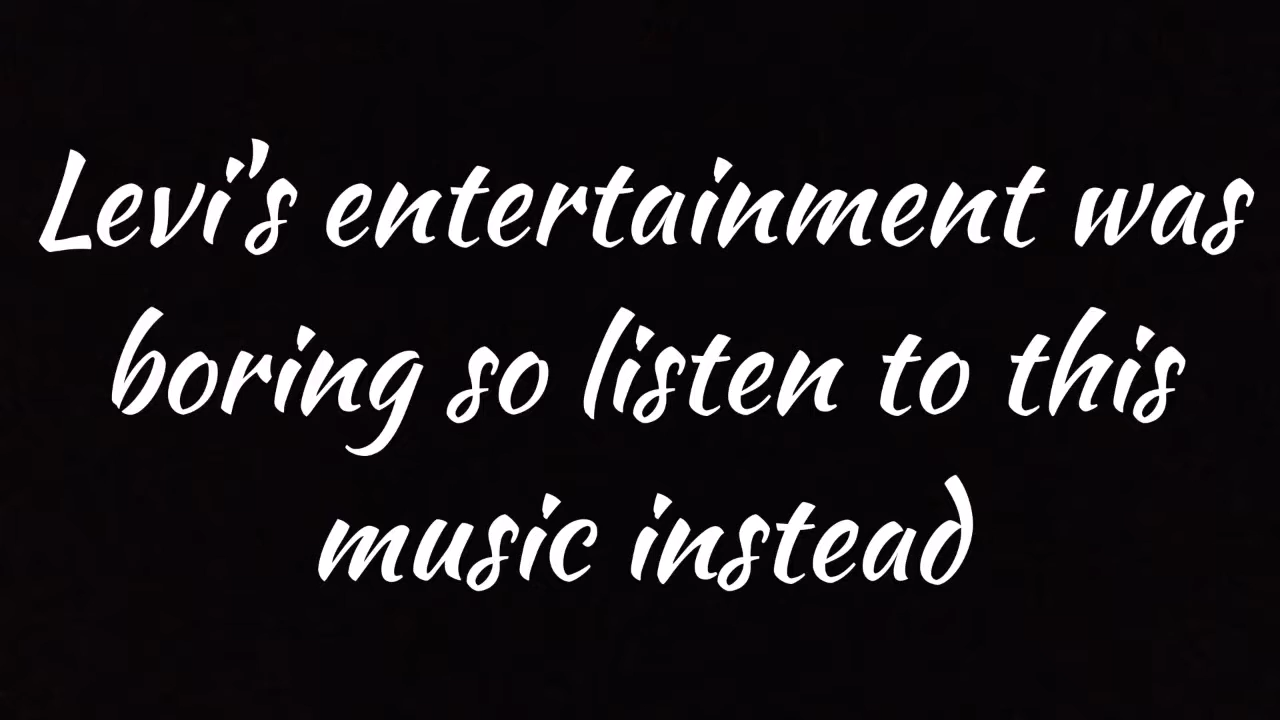 Levi's entertainment was
boring so listen to this
music instead